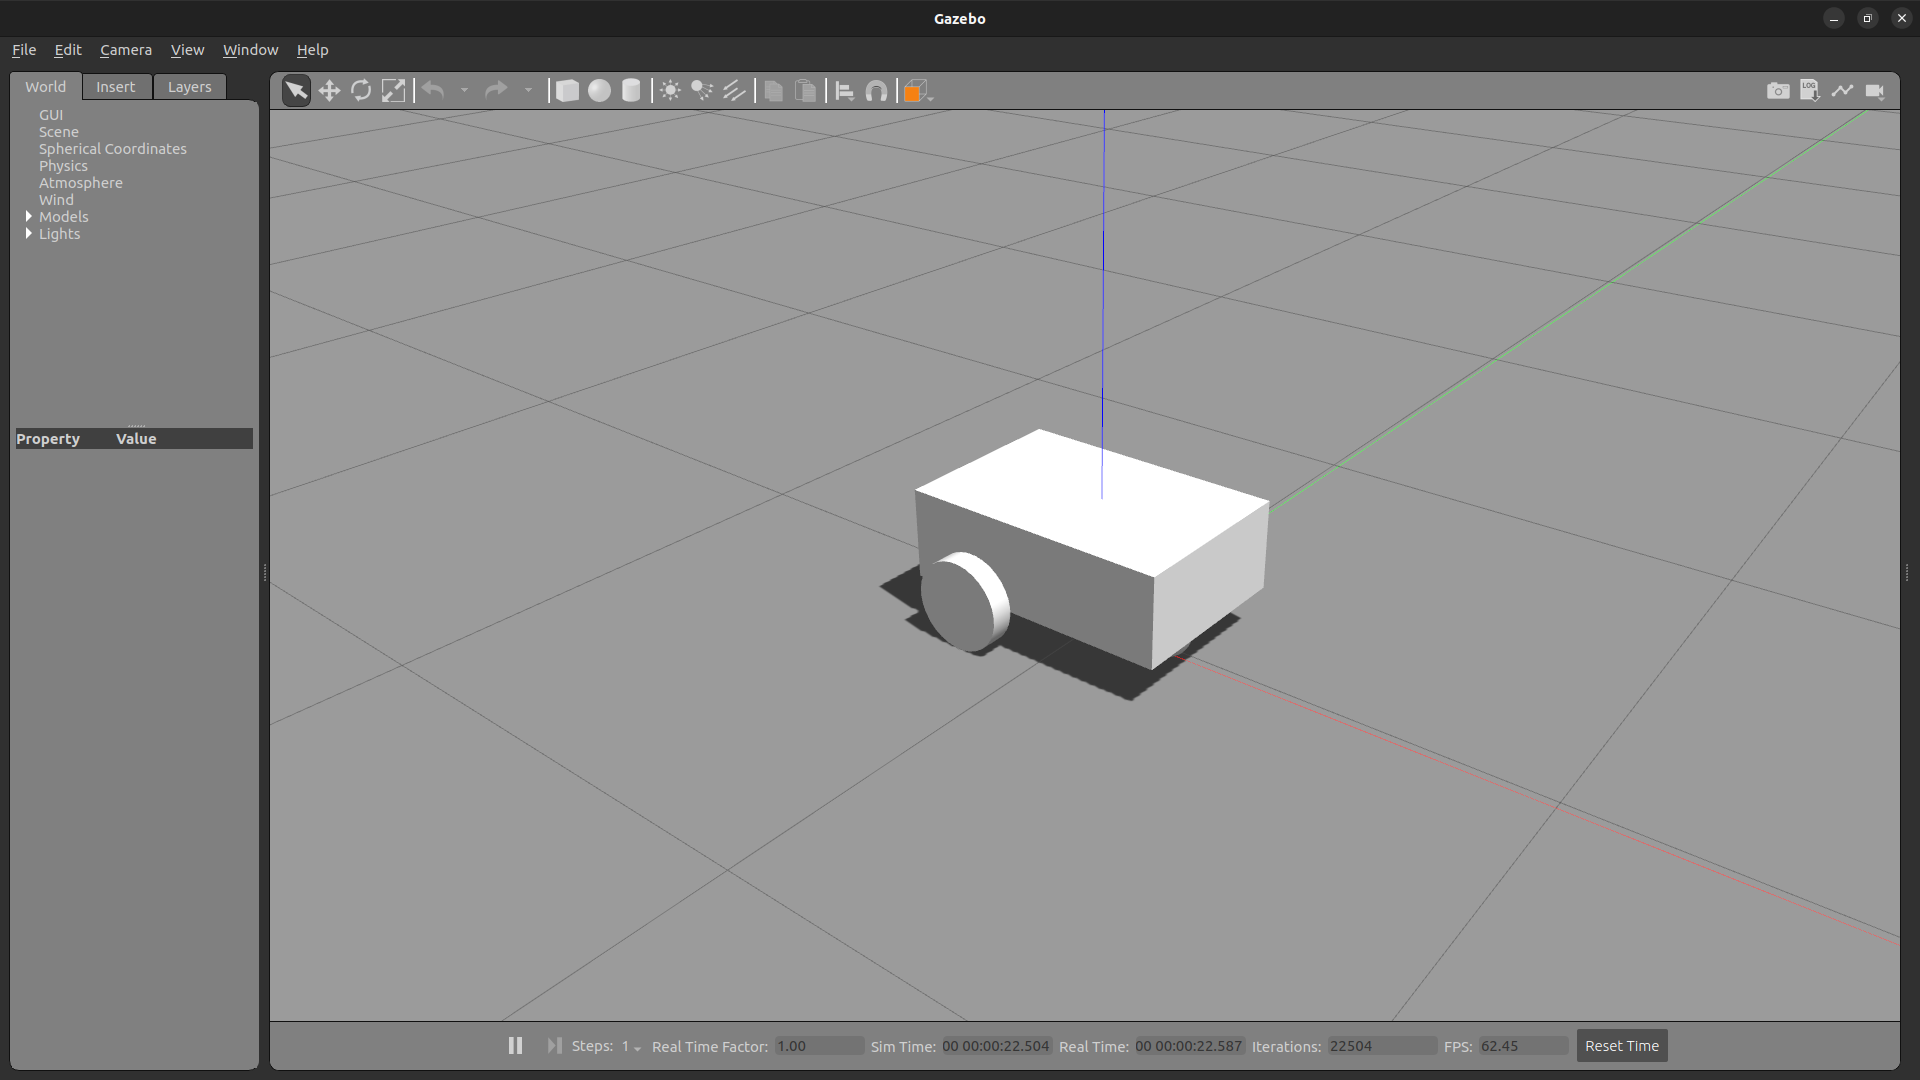 Gazebo
File Edit Camera View Window Help
World Insert Layers
GUI
Scene
Spherical Coordinates
Physics
Atmosphere
Wind
Models
Lights
Property Value
LOG
Steps: 1 Real Time Factor: 1.00 Sim Time: 00 00:00:22.504 Real Time: 00 00:00:22.587 Iterations: 22504 FPS: 62.45 Reset Time